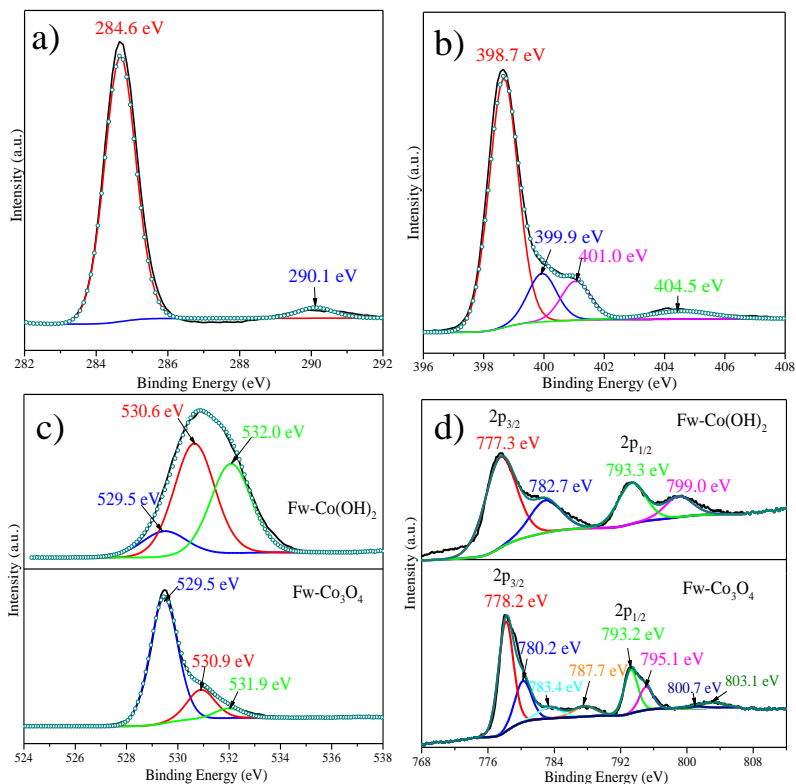 a)
284.6 eV
290.1 eV
Intensity (a.u.)
282 284 286 288 290 292
Binding Energy (eV)
b)
398.7 eV
399.9 eV
401.0 eV
404.5 eV
Intensity (a.u.)
396 398 400 402 404 406 408
Binding Energy (eV)
c)
530.6 eV
532.0 eV
529.5 eV
Fw-Co(OH)2
529.5 eV
Fw-Co3O4
530.9 eV
531.9 eV
Intensity (a.u.)
524 526 528 530 532 534 536 538
Binding Energy (eV)
d)
Fw-Co(OH)2
2p3/2
777.3 eV
2p1/2
793.3 eV
782.7 eV
799.0 eV
Fw-Co3O4
2p3/2
778.2 eV
2p1/2
793.2 eV
780.2 eV
795.1 eV
787.7 eV
783.4 eV
800.7 eV
803.1 eV
Intensity (a.u.)
768 776 784 792 800 808
Binding Energy (eV)